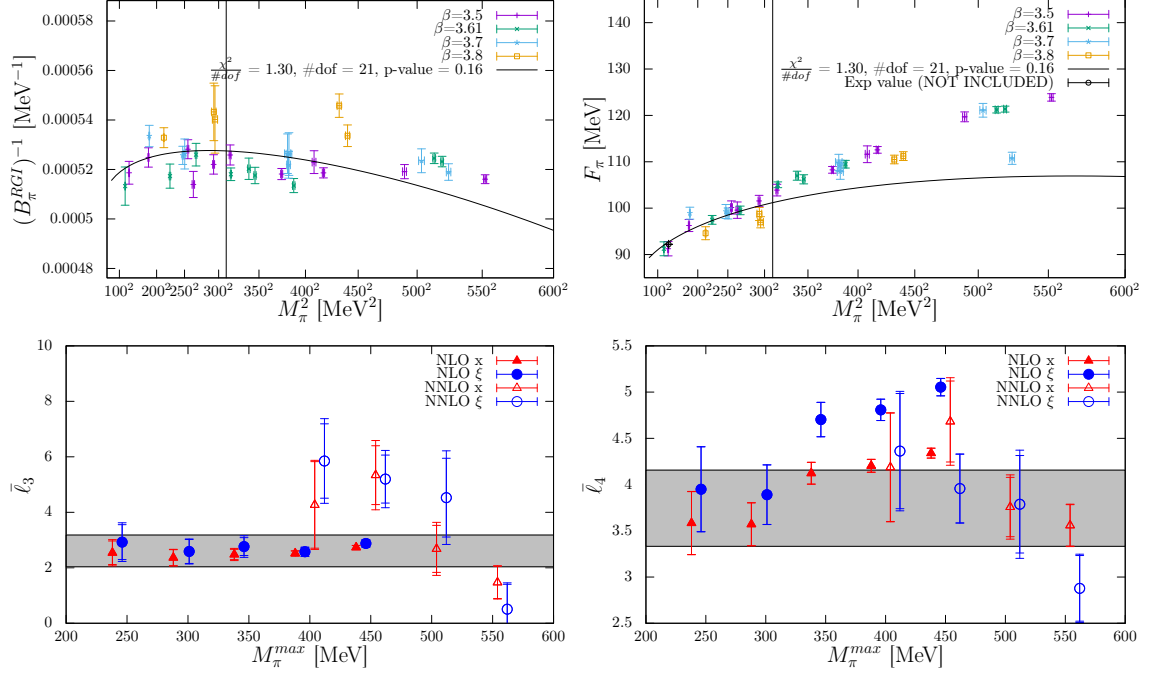 0.00058
0.00056
0.00054
0.00052
0.0005
0.00048
100² 200² 250² 300² 350² 400² 500² 600²
(B_π^{RGI})⁻¹ [MeV⁻¹]
M_π² [MeV²]
β=3.5
β=3.61
β=3.7
β=3.8
χ²/#dof = 1.30, #dof = 21, p-value = 0.16
140
130
120
110
100
90
100² 200² 250² 300² 350² 400² 500² 600²
F_π [MeV]
M_π² [MeV²]
β=3.5
β=3.61
β=3.7
β=3.8
χ²/#dof = 1.30, #dof = 21, p-value = 0.16
Exp value (NOT INCLUDED)
10
8
6
4
2
0
200 250 300 350 400 450 500 550 600
ℓ̄₃
M_π^{max} [MeV]
NLO x
NLO ξ
NNLO x
NNLO ξ
5.5
5
4.5
4
3.5
3
2.5
200 250 300 350 400 450 500 550 600
ℓ̄₄
M_π^{max} [MeV]
NLO x
NLO ξ
NNLO x
NNLO ξ